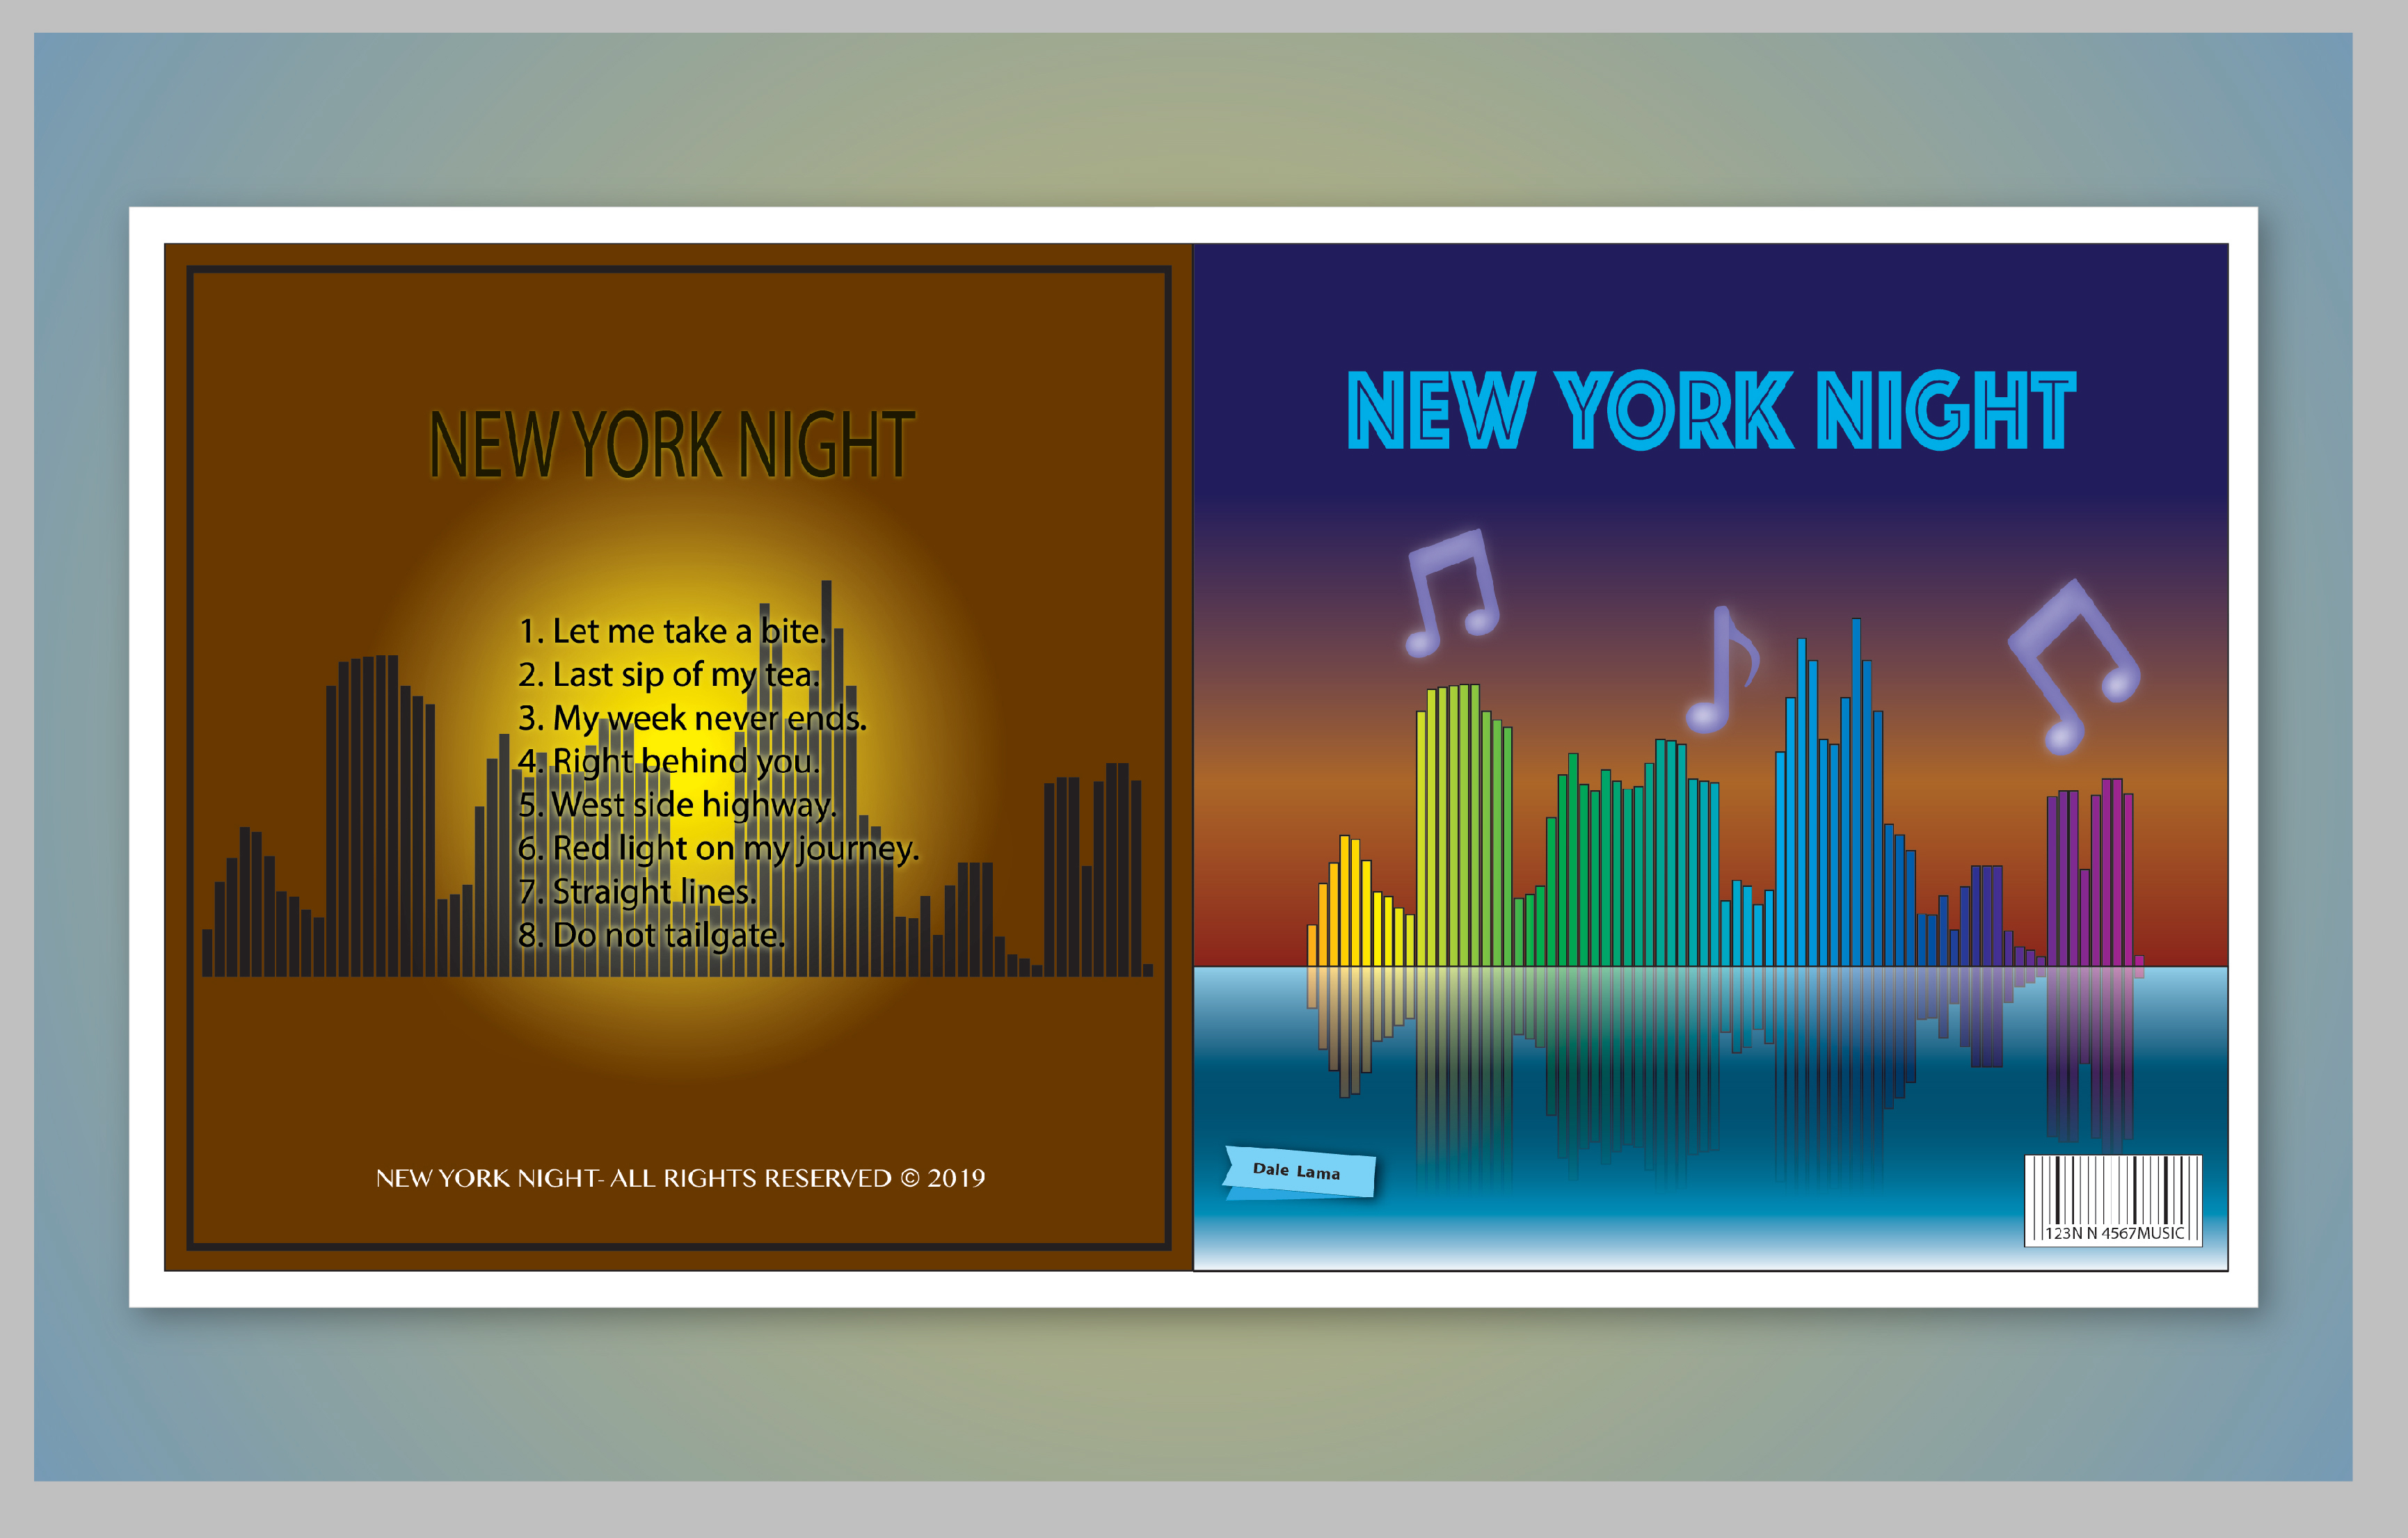 NEW YORK NIGHT
1. Let me take a bite.
2. Last sip of my tea.
3. My week never ends.
4. Right behind you.
5. West side highway.
6. Red light on my journey.
7. Straight lines.
8. Do not tailgate.
NEW YORK NIGHT- ALL RIGHTS RESERVED © 2019
NEW YORK NIGHT
Dale Lama
123N N 4567MUSIC